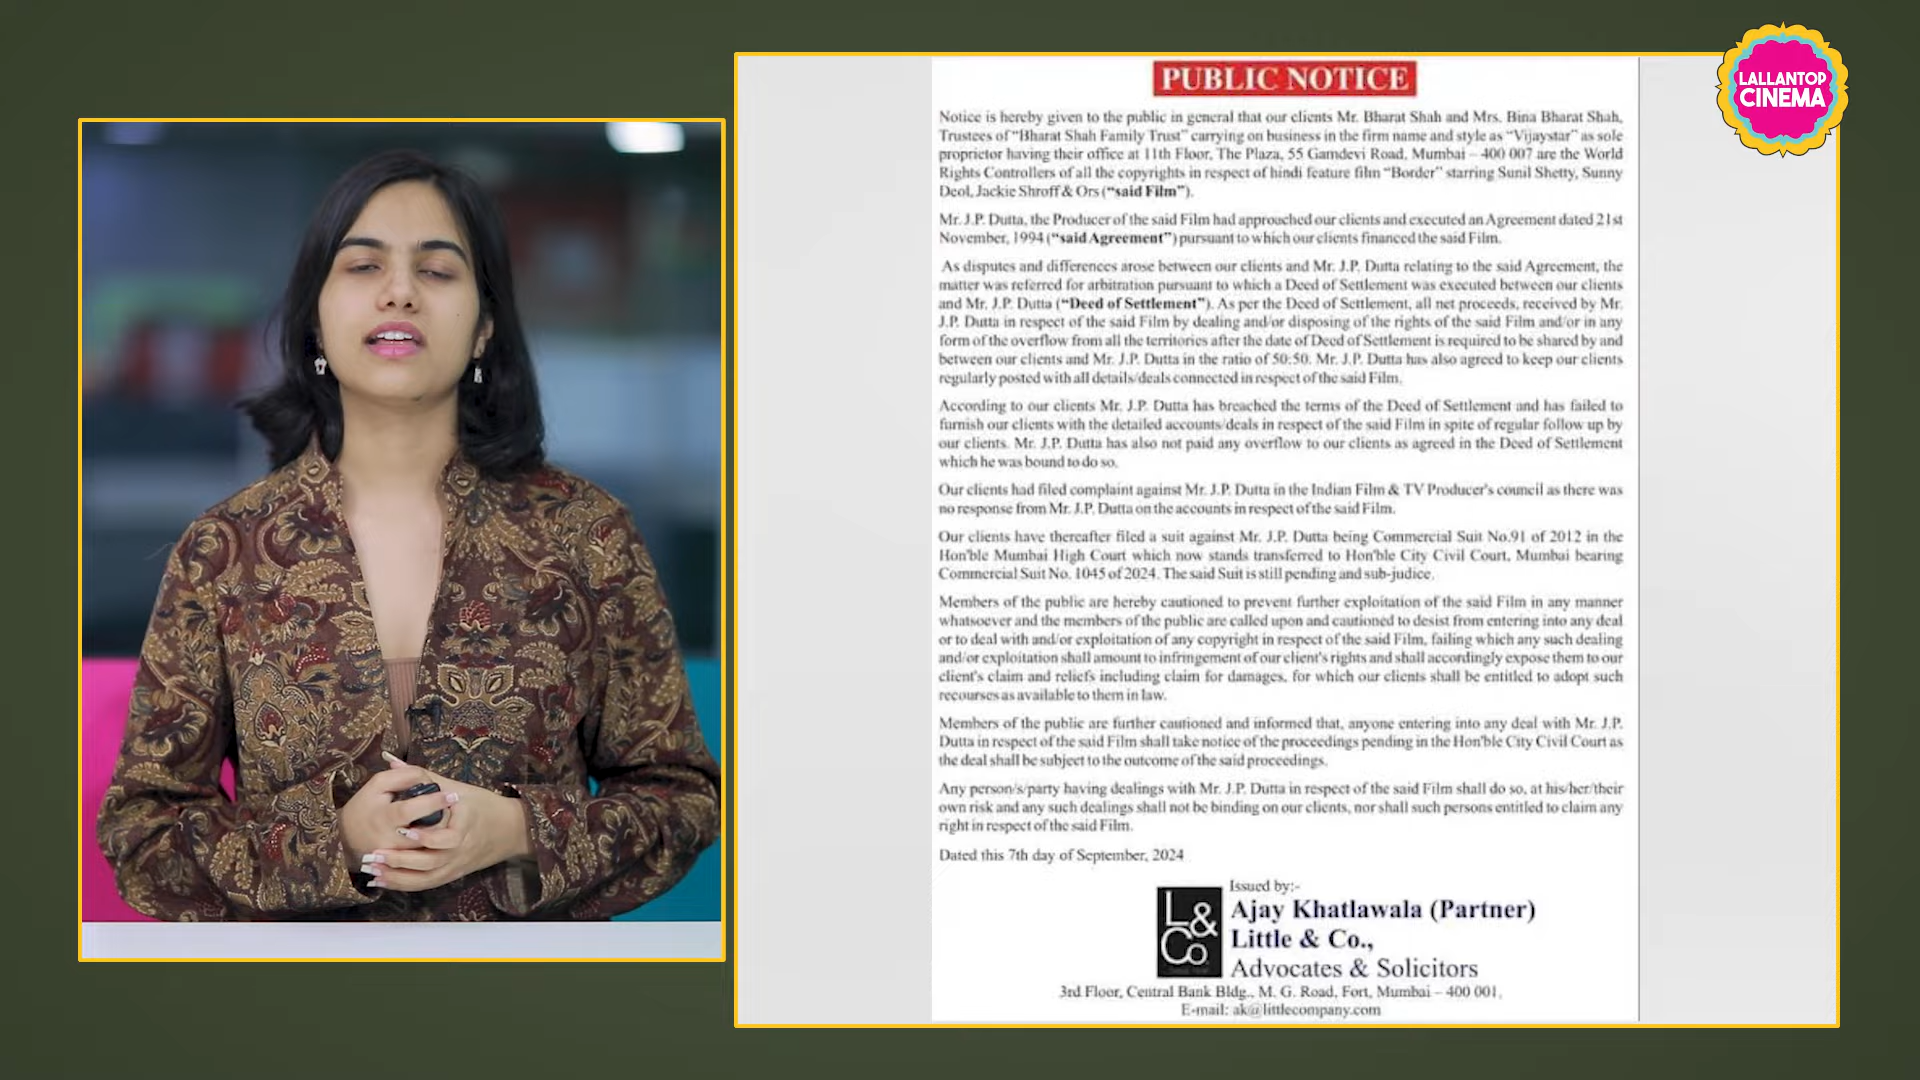 LALLANTOP
CINEMA
PUBLIC NOTICE
Notice is hereby given to the public in general that our clients Mr. Bharat Shah and Mrs. Bina Bharat Shah,
Trustees of “Bharat Shah Family Trust” carrying on business in the firm name and style as “Vijaystar” as sole
proprietor having their office at 11th Floor, The Plaza, 55 Gamdevi Road, Mumbai – 400 007 are the World
Rights Controllers of all the copyrights in respect of hindi feature film “Border” starring Sunil Shetty, Sunny
Deol, Jackie Shroff & Ors (“said Film”).
Mr. J.P. Dutta, the Producer of the said Film had approached our clients and executed an Agreement dated 21st
November, 1994 (“said Agreement”) pursuant to which our clients financed the said Film.
As disputes and differences arose between our clients and Mr. J.P. Dutta relating to the said Agreement, the
matter was referred for arbitration pursuant to which a Deed of Settlement was executed between our clients
and Mr. J.P. Dutta (“Deed of Settlement”). As per the Deed of Settlement, all net proceeds, received by Mr.
J.P. Dutta in respect of the said Film by dealing and/or disposing of the rights of the said Film and/or in any
form of the overflow from all the territories after the date of Deed of Settlement is required to be shared by and
between our clients and Mr. J.P. Dutta in the ratio of 50:50. Mr. J.P. Dutta has also agreed to keep our clients
regularly posted with all details/deals connected in respect of the said Film.
According to our clients Mr. J.P. Dutta has breached the terms of the Deed of Settlement and has failed to
furnish our clients with the detailed accounts/deals in respect of the said Film in spite of regular follow up by
our clients. Mr. J.P. Dutta has also not paid any overflow to our clients as agreed in the Deed of Settlement
which he was bound to do so.
Our clients had filed complaint against Mr. J.P. Dutta in the Indian Film & TV Producer's council as there was
no response from Mr. J.P. Dutta on the accounts in respect of the said Film.
Our clients have thereafter filed a suit against Mr. J.P. Dutta being Commercial Suit No.91 of 2012 in the
Hon'ble Mumbai High Court which now stands transferred to Hon'ble City Civil Court, Mumbai bearing
Commercial Suit No. 1045 of 2024. The said Suit is still pending and sub-judice.
Members of the public are hereby cautioned to prevent further exploitation of the said Film in any manner
whatsoever and the members of the public are called upon and cautioned to desist from entering into any deal
or to deal with and/or exploitation of any copyright in respect of the said Film, failing which any such dealing
and/or exploitation shall amount to infringement of our client's rights and shall accordingly expose them to our
client's claim and reliefs including claim for damages, for which our clients shall be entitled to adopt such
recourses as available to them in law.
Members of the public are further cautioned and informed that, anyone entering into any deal with Mr. J.P.
Dutta in respect of the said Film shall take notice of the proceedings pending in the Hon'ble City Civil Court as
the deal shall be subject to the outcome of the said proceedings.
Any person/s/party having dealings with Mr. J.P. Dutta in respect of the said Film shall do so, at his/her/their
own risk and any such dealings shall not be binding on our clients, nor shall such persons entitled to claim any
right in respect of the said Film.
Dated this 7th day of September, 2024
Issued by:-
L&Co
Ajay Khatlawala (Partner)
Little & Co.,
Advocates & Solicitors
3rd Floor, Central Bank Bldg., M. G. Road, Fort, Mumbai – 400 001.
E-mail: ak@littlecompany.com